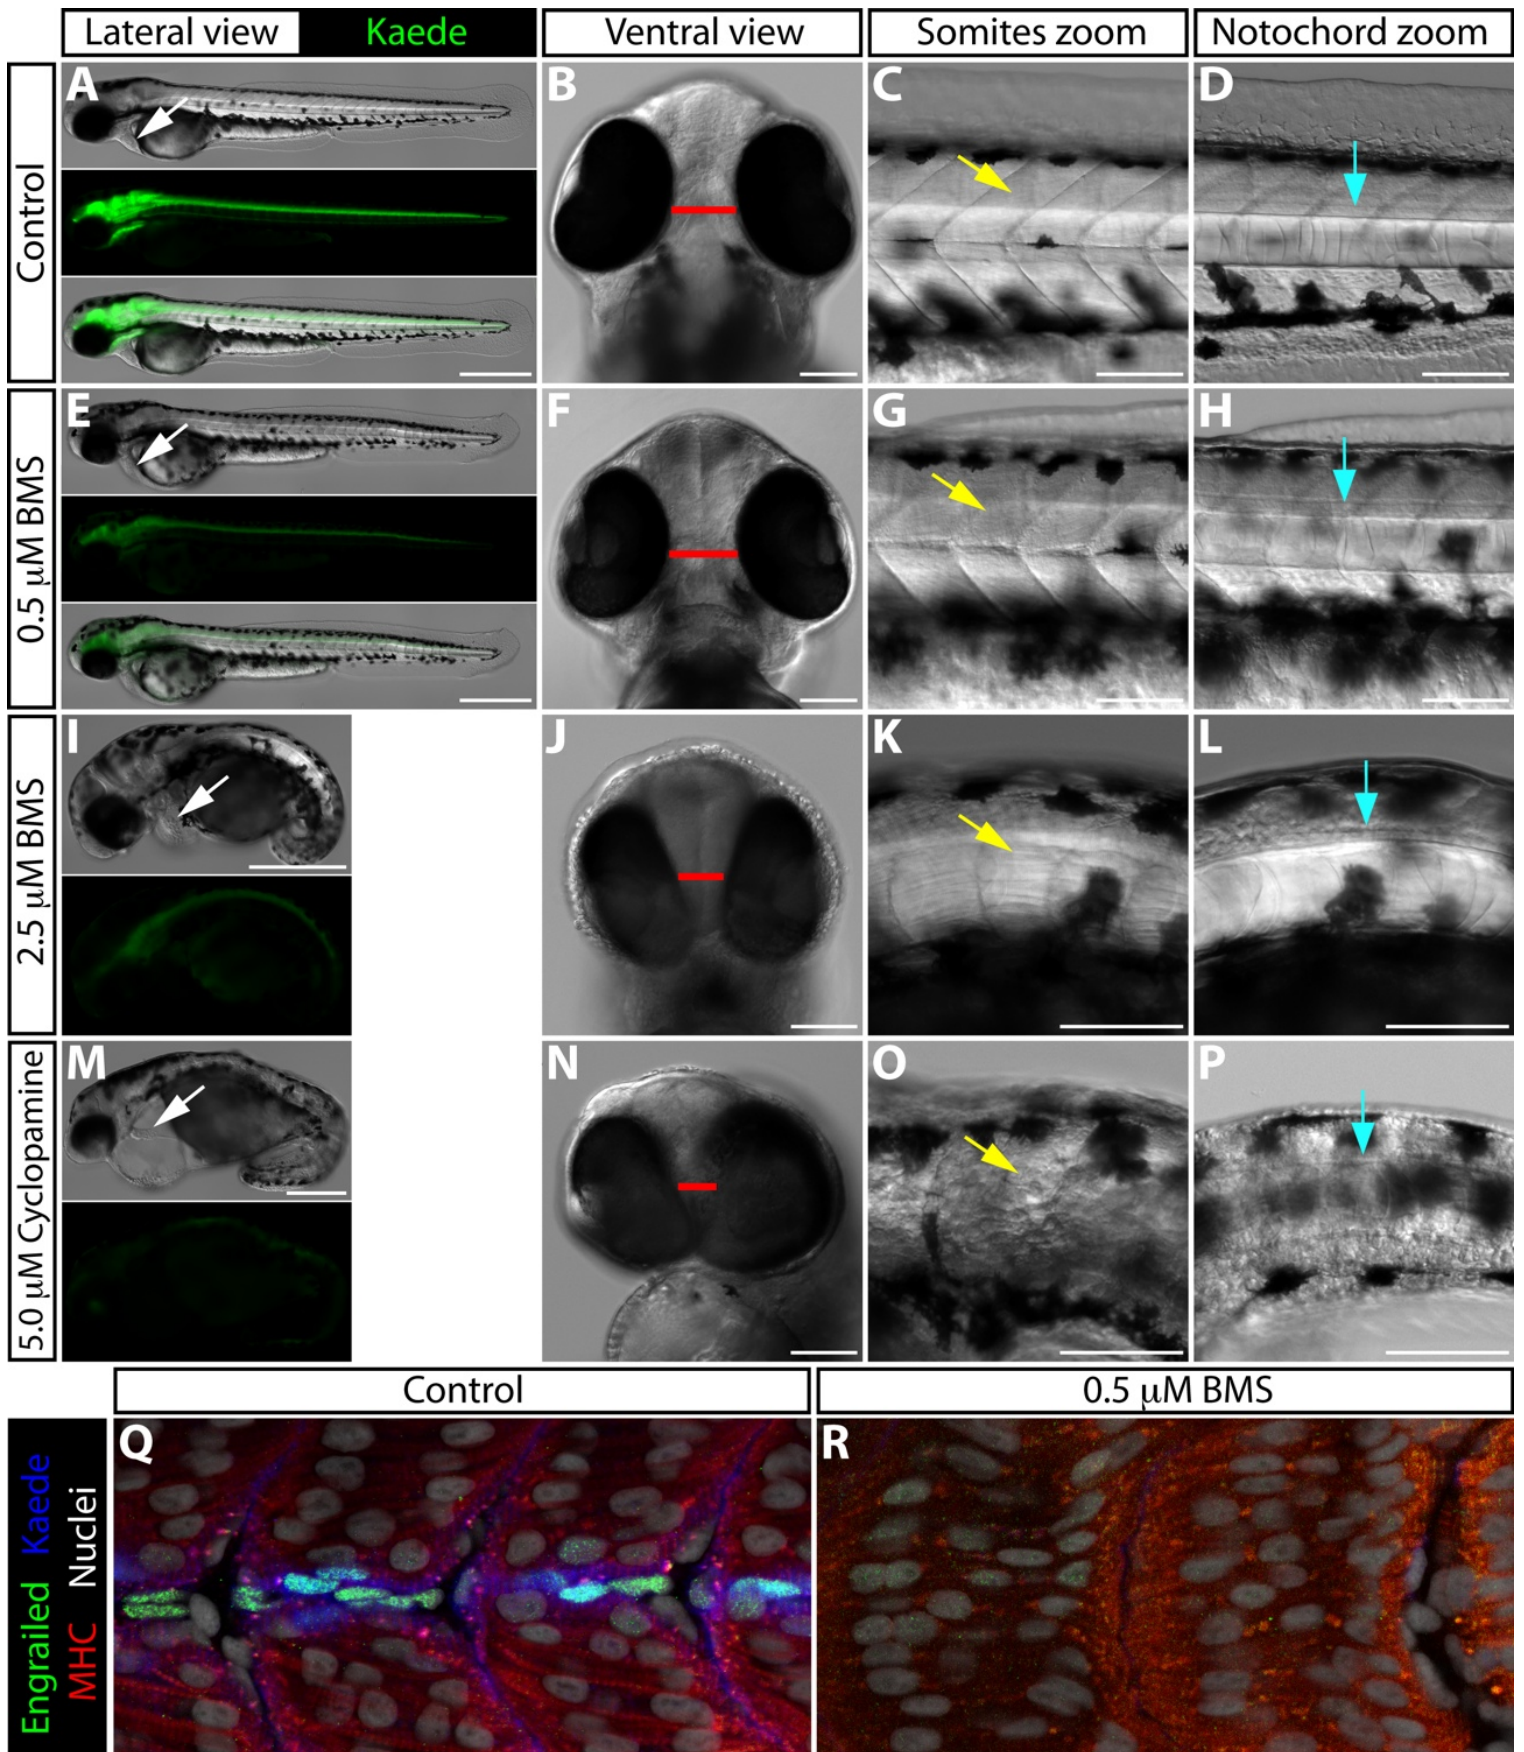 Lateral view Kaede Ventral view Somites zoom Notochord zoom
Control
A B C D
0.5 μM BMS
E F G H
2.5 μM BMS
I J K L
5.0 μM Cyclopamine
M N O P
Control 0.5 μM BMS
Engrailed Kaede
MHC Nuclei
Q R